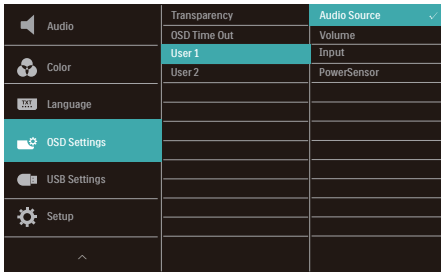 Audio
Color
TXT
Language
OSD Settings
USB Settings
Setup
Transparency
OSD Time Out
User 1
User 2
Audio Source
Volume
Input
PowerSensor